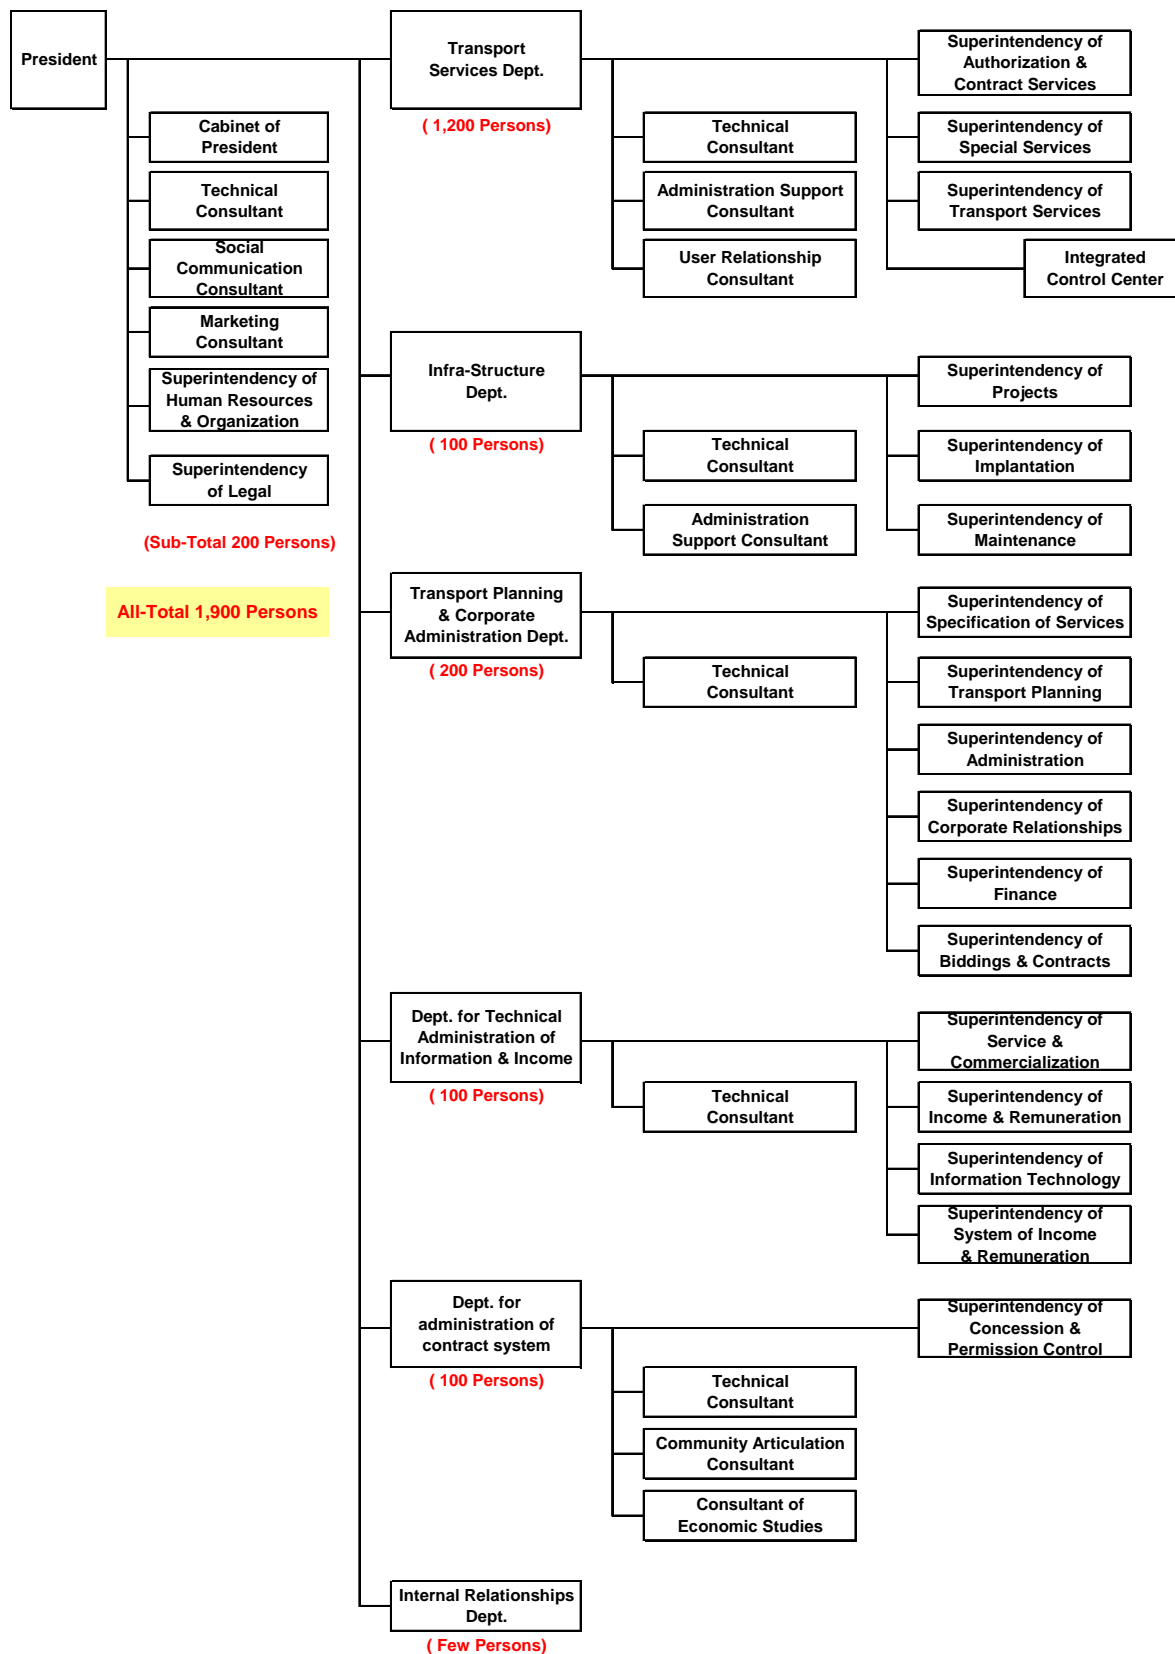 President
Cabinet of
President
Technical
Consultant
Social
Communication
Consultant
Marketing
Consultant
Superintendency of
Human Resources
& Organization
Superintendency
of Legal
(Sub-Total 200 Persons)
All-Total 1,900 Persons
Transport
Services Dept.
( 1,200 Persons)
Technical
Consultant
Administration Support
Consultant
User Relationship
Consultant
Superintendency of
Authorization &
Contract Services
Superintendency of
Special Services
Superintendency of
Transport Services
Integrated
Control Center
Infra-Structure
Dept.
( 100 Persons)
Technical
Consultant
Administration
Support Consultant
Superintendency of
Projects
Superintendency of
Implantation
Superintendency of
Maintenance
Transport Planning
& Corporate
Administration Dept.
( 200 Persons)
Technical
Consultant
Superintendency of
Specification of Services
Superintendency of
Transport Planning
Superintendency of
Administration
Superintendency of
Corporate Relationships
Superintendency of
Finance
Superintendency of
Biddings & Contracts
Dept. for Technical
Administration of
Information & Income
( 100 Persons)
Technical
Consultant
Superintendency of
Service &
Commercialization
Superintendency of
Income & Remuneration
Superintendency of
Information Technology
Superintendency of
System of Income
& Remuneration
Dept. for
administration of
contract system
( 100 Persons)
Technical
Consultant
Community Articulation
Consultant
Consultant of
Economic Studies
Superintendency of
Concession &
Permission Control
Internal Relationships
Dept.
( Few Persons)